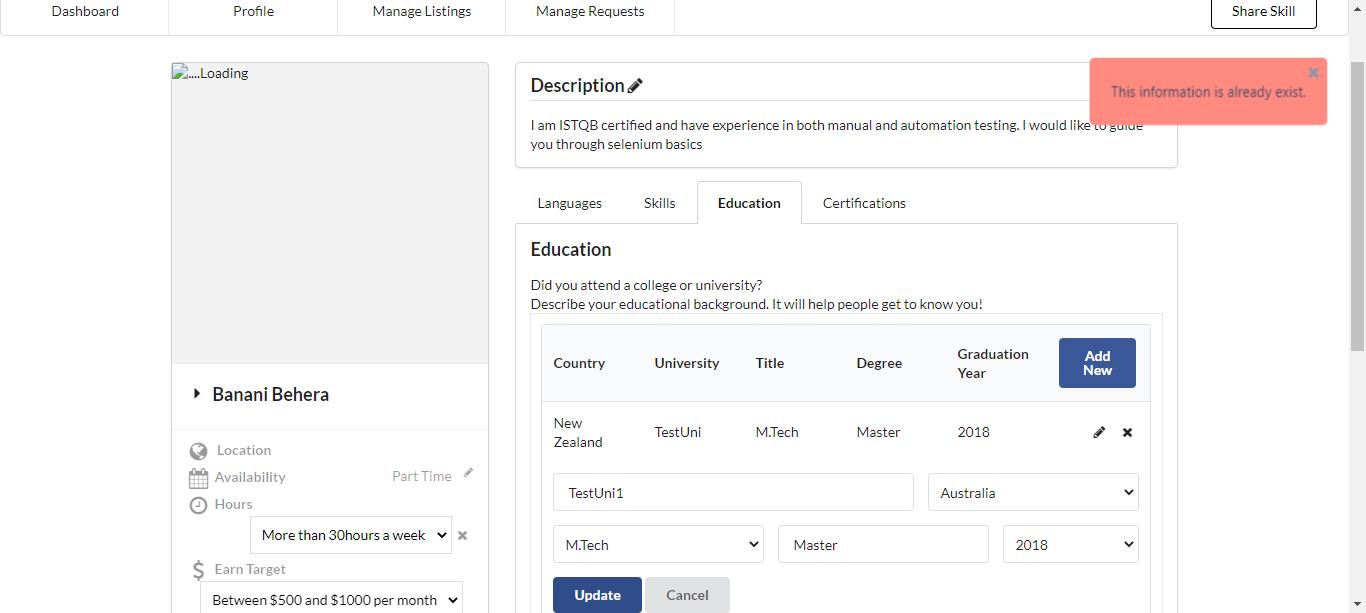 Dashboard
Profile
Manage Listings
Manage Requests
Share Skill
....Loading
Description
This information is already exist.
I am ISTQB certified and have experience in both manual and automation testing. I would like to guide
you through selenium basics
Languages
Skills
Education
Certifications
Education
Did you attend a college or university?
Describe your educational background. It will help people get to know you!
Country
University
Title
Degree
Graduation
Year
Add
New
New
Zealand
TestUni
M.Tech
Master
2018
TestUni1
Australia
M.Tech
Master
2018
Update
Cancel
Banani Behera
Location
Availability
Part Time
Hours
More than 30hours a week
Earn Target
Between $500 and $1000 per month